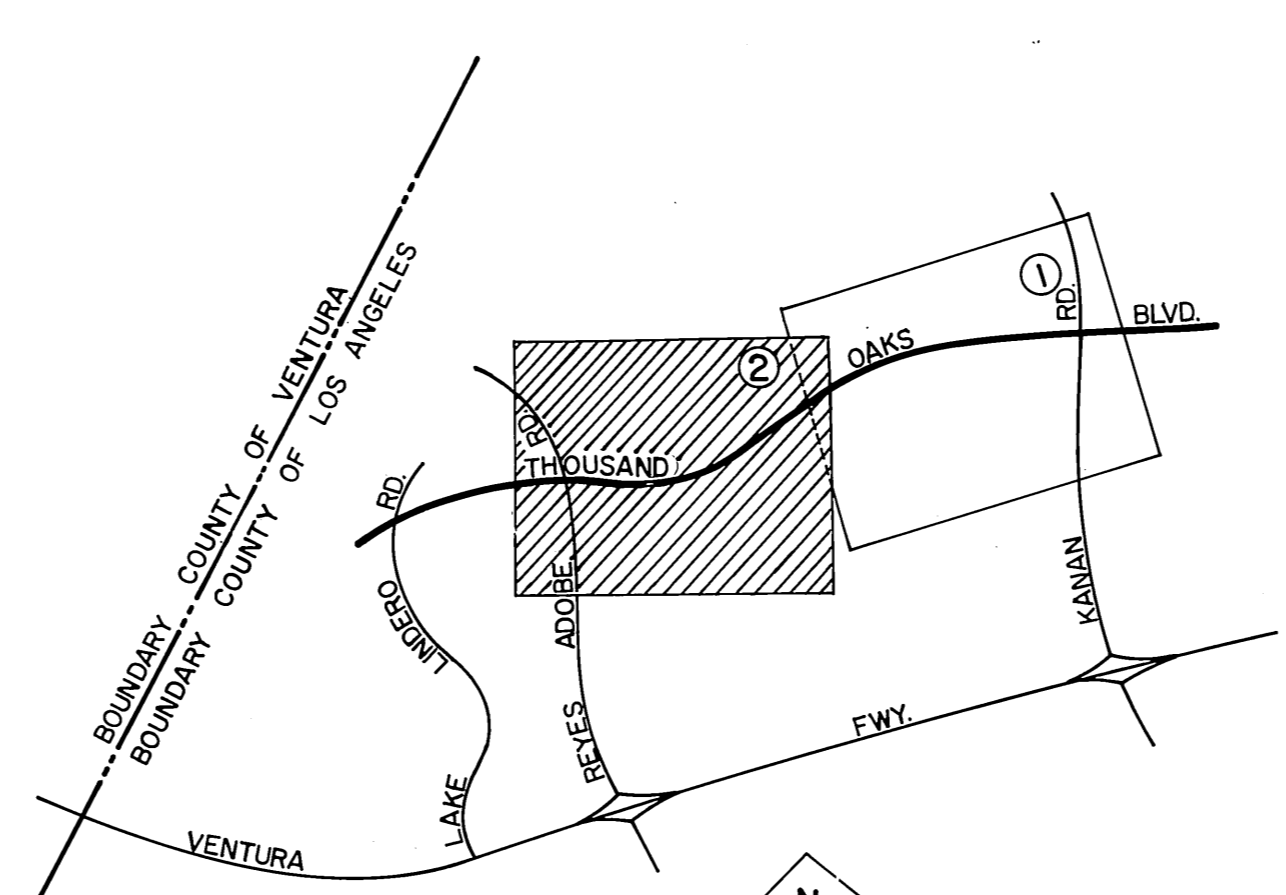 BOUNDARY COUNTY OF VENTURA
BOUNDARY COUNTY OF LOS ANGELES
1
2
THOUSAND OAKS BLVD.
LAKE LINDERO RD.
REYES ADOBE RD.
KANAN RD.
VENTURA FWY.
N